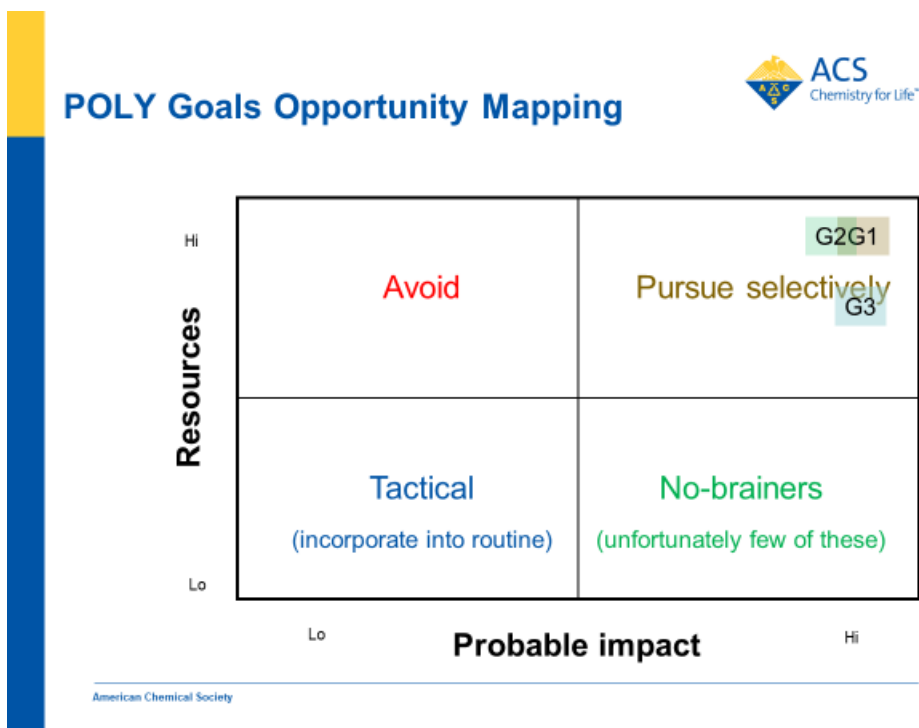 POLY Goals Opportunity Mapping
ACS
Chemistry for Life™
A C S
Hi
G2G1
Avoid
Pursue selectively
G3
Resources
Tactical
(incorporate into routine)
No-brainers
(unfortunately few of these)
Lo
Lo
Hi
Probable impact
American Chemical Society